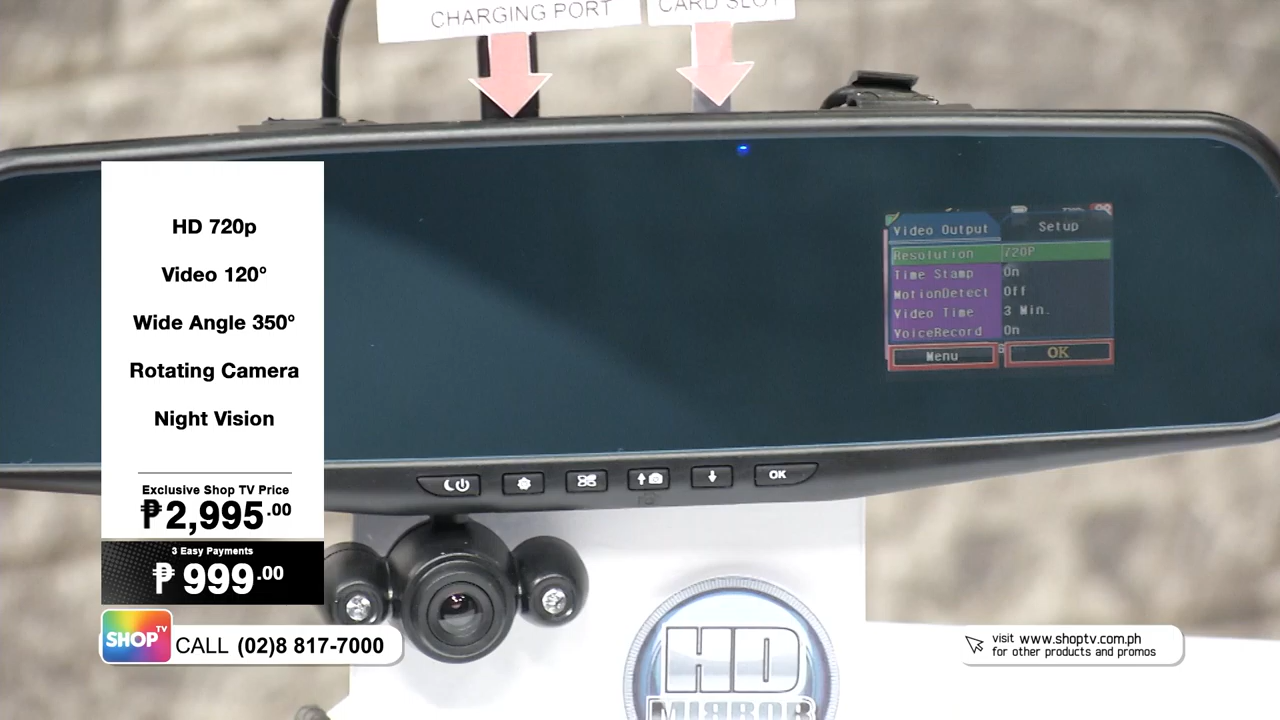 CHARGING PORT
CARD SLOT
Video Output
Setup
Resolution 720P
Time Stamp On
MotionDetect Off
Video Time 3 Min.
VoiceRecord On
Menu
OK
OK
HD 720p
Video 120º
Wide Angle 350º
Rotating Camera
Night Vision
Exclusive Shop TV Price
₱2,995.00
3 Easy Payments
₱ 999.00
SHOP TV
CALL (02)8 817-7000
HD
MIRROR
visit www.shoptv.com.ph
for other products and promos